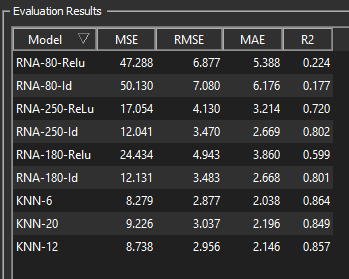 Evaluation Results
Model MSE RMSE MAE R2
RNA-80-Relu 47.288 6.877 5.388 0.224
RNA-80-Id 50.130 7.080 6.176 0.177
RNA-250-ReLu 17.054 4.130 3.214 0.720
RNA-250-Id 12.041 3.470 2.669 0.802
RNA-180-Relu 24.434 4.943 3.860 0.599
RNA-180-Id 12.131 3.483 2.668 0.801
KNN-6 8.279 2.877 2.038 0.864
KNN-20 9.226 3.037 2.196 0.849
KNN-12 8.738 2.956 2.146 0.857